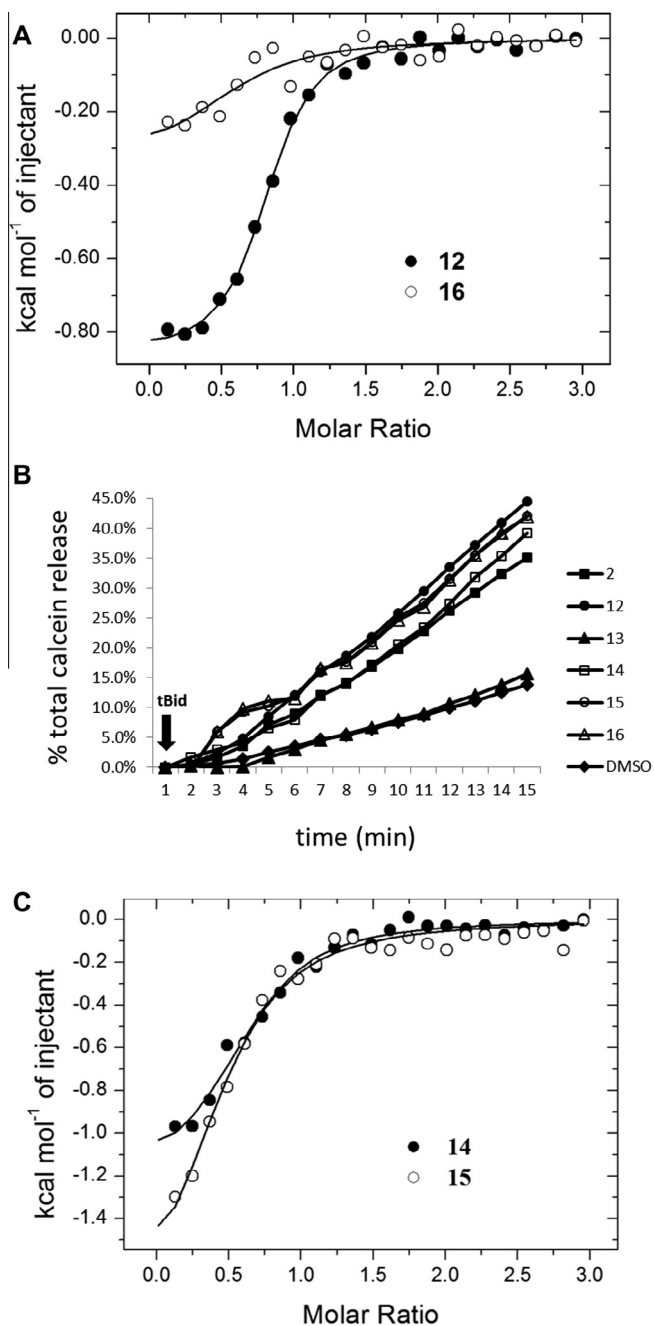 A
0.00
-0.20
-0.40
-0.60
-0.80
kcal mol⁻¹ of injectant
12
16
0.0 0.5 1.0 1.5 2.0 2.5 3.0
Molar Ratio
B
45.0%
40.0%
35.0%
30.0%
25.0%
20.0%
15.0%
10.0%
5.0%
0.0%
% total calcein release
tBid
1 2 3 4 5 6 7 8 9 10 11 12 13 14 15
time (min)
2
12
13
14
15
16
DMSO
C
0.0
-0.2
-0.4
-0.6
-0.8
-1.0
-1.2
-1.4
kcal mol⁻¹ of injectant
14
15
0.0 0.5 1.0 1.5 2.0 2.5 3.0
Molar Ratio